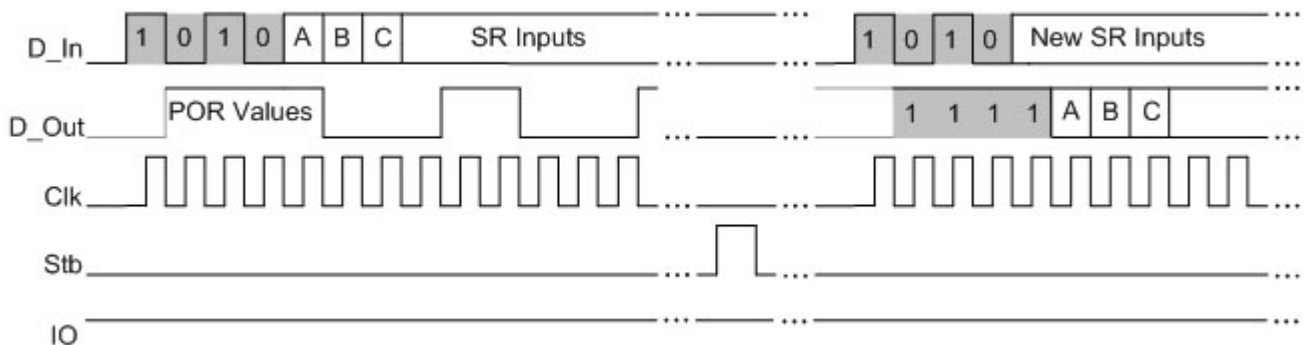 D_In 1 0 1 0 A B C SR Inputs ... ... 1 0 1 0 New SR Inputs ...
D_Out POR Values ... ... 1 1 1 1 A B C ...
Clk ... ... ...
Stb ... ... ...
IO ... ... ...